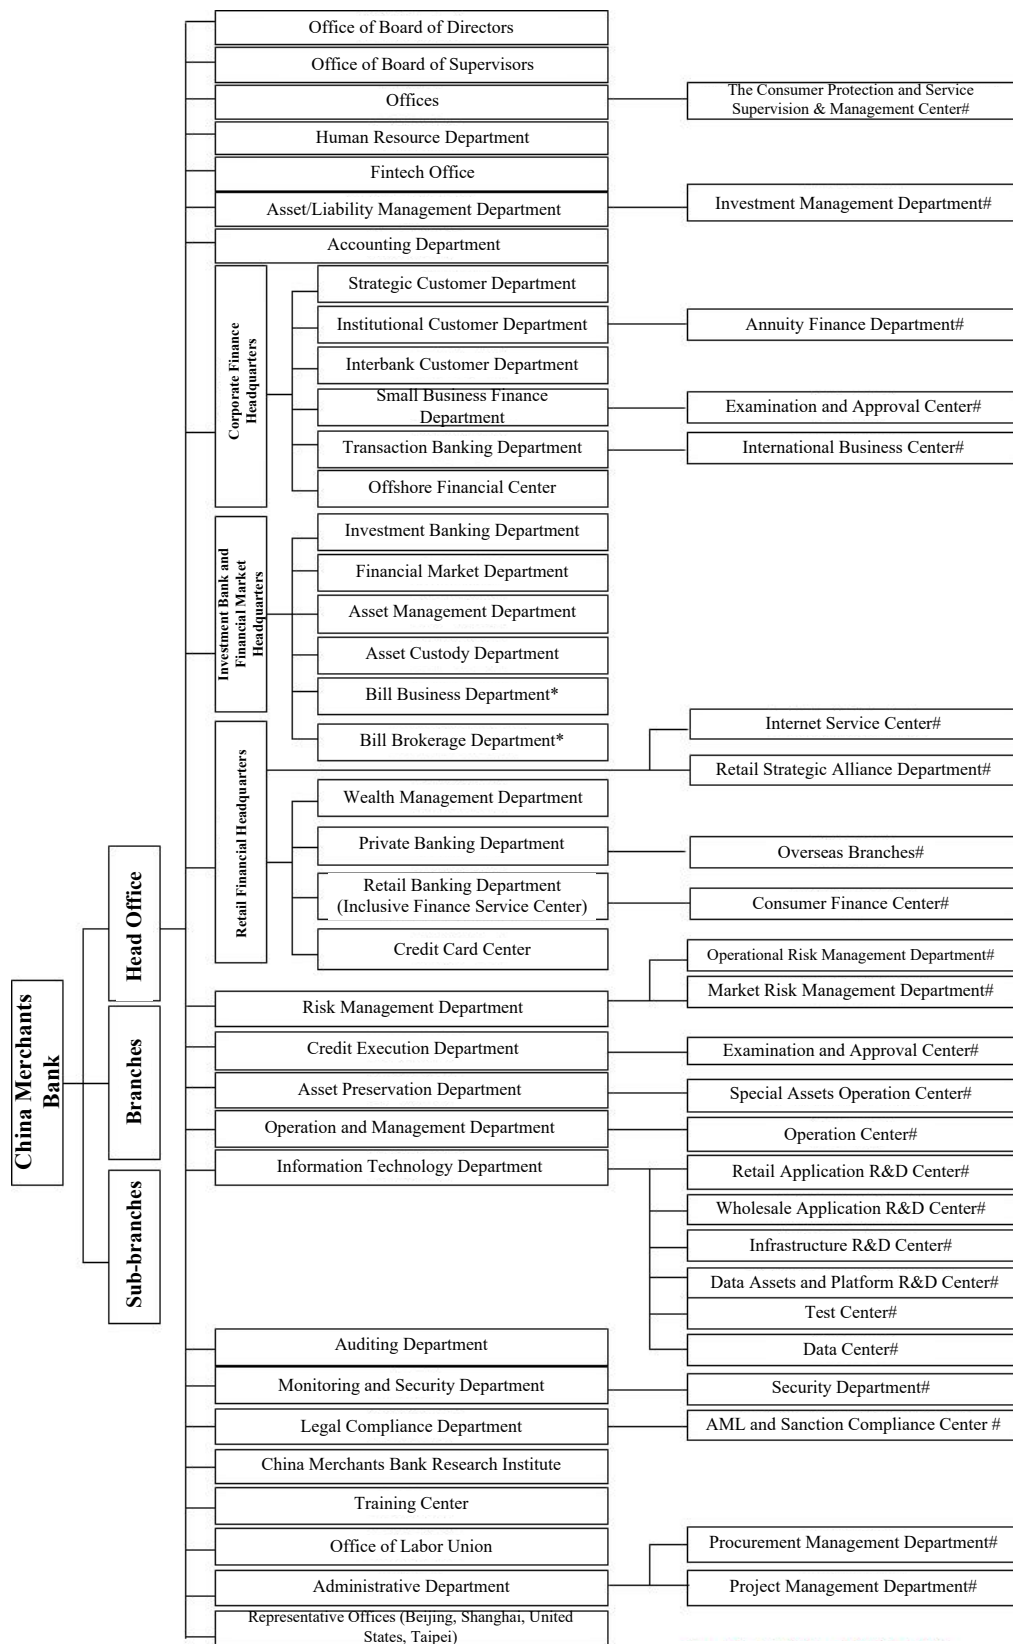 Office of Board of Directors
Office of Board of Supervisors
Offices
The Consumer Protection and Service
Supervision & Management Center#
Human Resource Department
Fintech Office
Asset/Liability Management Department
Investment Management Department#
Accounting Department
Corporate Finance
Headquarters
Strategic Customer Department
Institutional Customer Department
Annuity Finance Department#
Interbank Customer Department
Small Business Finance
Department
Examination and Approval Center#
Transaction Banking Department
International Business Center#
Offshore Financial Center
Investment Bank and
Financial Market
Headquarters
Investment Banking Department
Financial Market Department
Asset Management Department
Asset Custody Department
Bill Business Department*
Bill Brokerage Department*
Retail Financial Headquarters
Internet Service Center#
Retail Strategic Alliance Department#
Wealth Management Department
Private Banking Department
Overseas Branches#
Retail Banking Department
(Inclusive Finance Service Center)
Consumer Finance Center#
Credit Card Center
China Merchants
Bank
Head Office
Branches
Sub-branches
Risk Management Department
Operational Risk Management Department#
Market Risk Management Department#
Credit Execution Department
Examination and Approval Center#
Asset Preservation Department
Special Assets Operation Center#
Operation and Management Department
Operation Center#
Information Technology Department
Retail Application R&D Center#
Wholesale Application R&D Center#
Infrastructure R&D Center#
Data Assets and Platform R&D Center#
Test Center#
Data Center#
Auditing Department
Monitoring and Security Department
Security Department#
Legal Compliance Department
AML and Sanction Compliance Center #
China Merchants Bank Research Institute
Training Center
Office of Labor Union
Administrative Department
Procurement Management Department#
Project Management Department#
Representative Offices (Beijing, Shanghai, United
States, Taipei)